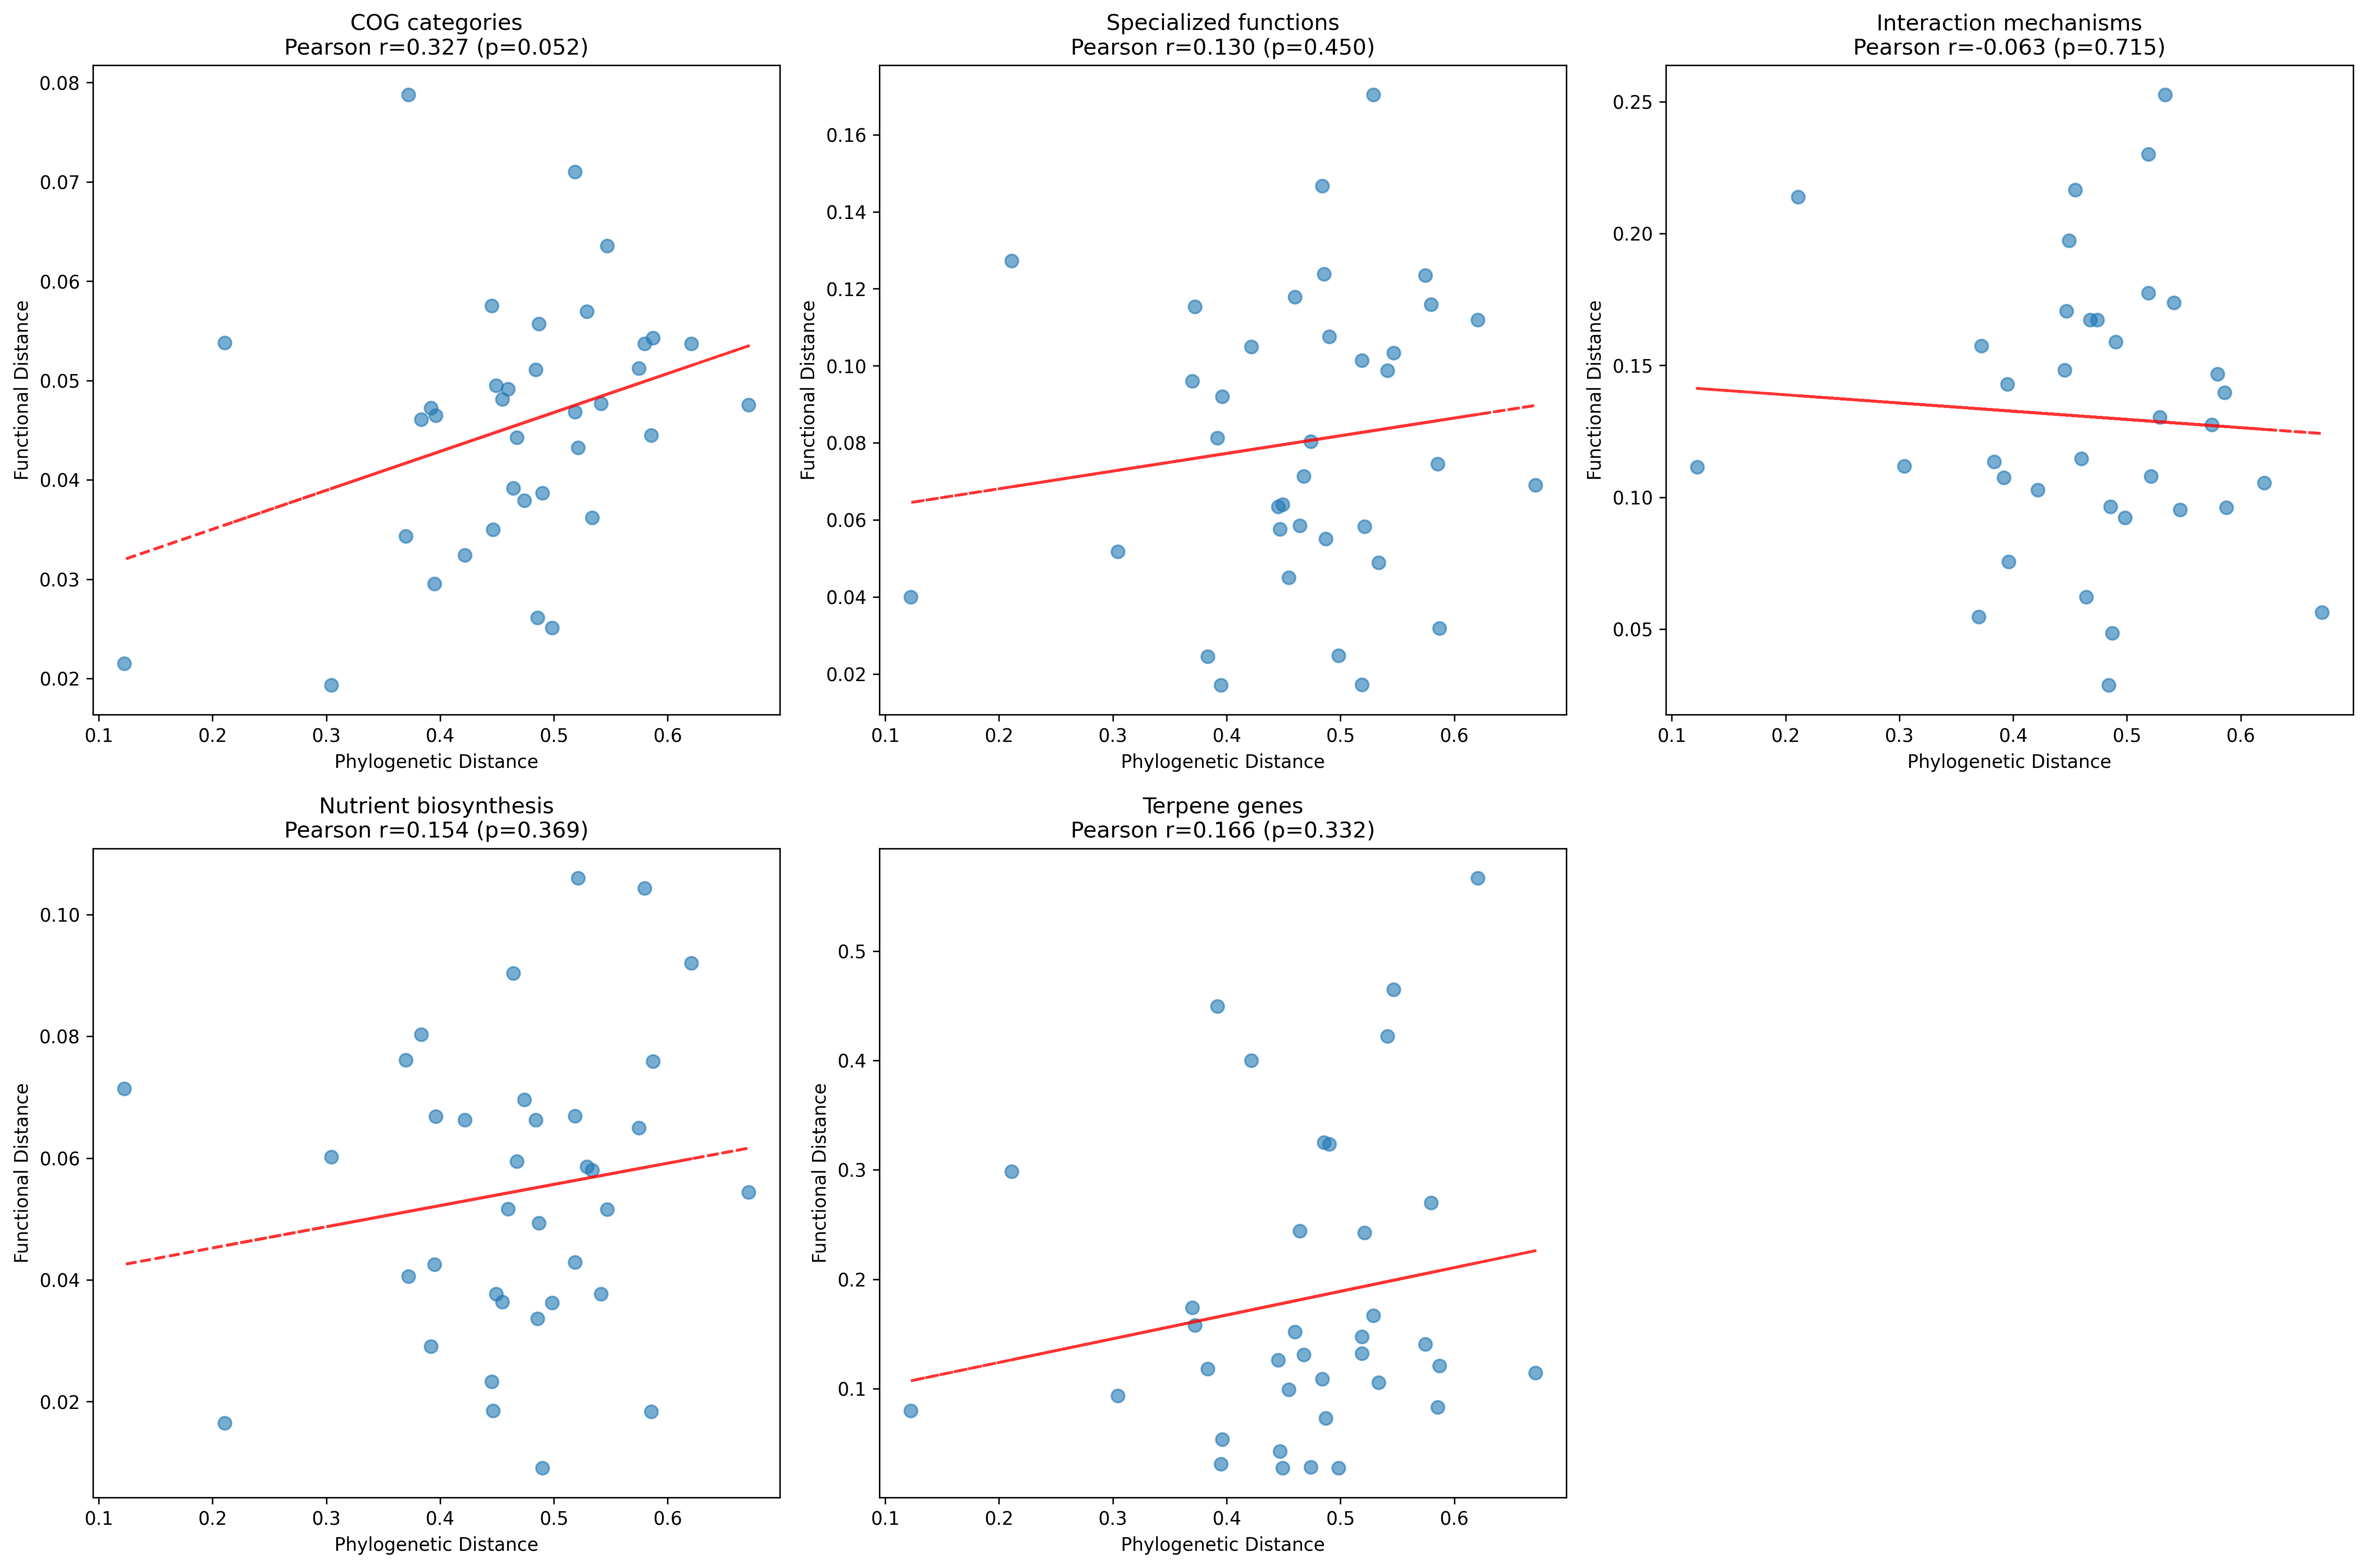 COG categories
Pearson r=0.327 (p=0.052)
Functional Distance
0.08
0.07
0.06
0.05
0.04
0.03
0.02
0.1 0.2 0.3 0.4 0.5 0.6
Phylogenetic Distance
Specialized functions
Pearson r=0.130 (p=0.450)
Functional Distance
0.16
0.14
0.12
0.10
0.08
0.06
0.04
0.02
0.1 0.2 0.3 0.4 0.5 0.6
Phylogenetic Distance
Interaction mechanisms
Pearson r=-0.063 (p=0.715)
Functional Distance
0.25
0.20
0.15
0.10
0.05
0.1 0.2 0.3 0.4 0.5 0.6
Phylogenetic Distance
Nutrient biosynthesis
Pearson r=0.154 (p=0.369)
Functional Distance
0.10
0.08
0.06
0.04
0.02
0.1 0.2 0.3 0.4 0.5 0.6
Phylogenetic Distance
Terpene genes
Pearson r=0.166 (p=0.332)
Functional Distance
0.5
0.4
0.3
0.2
0.1
0.1 0.2 0.3 0.4 0.5 0.6
Phylogenetic Distance